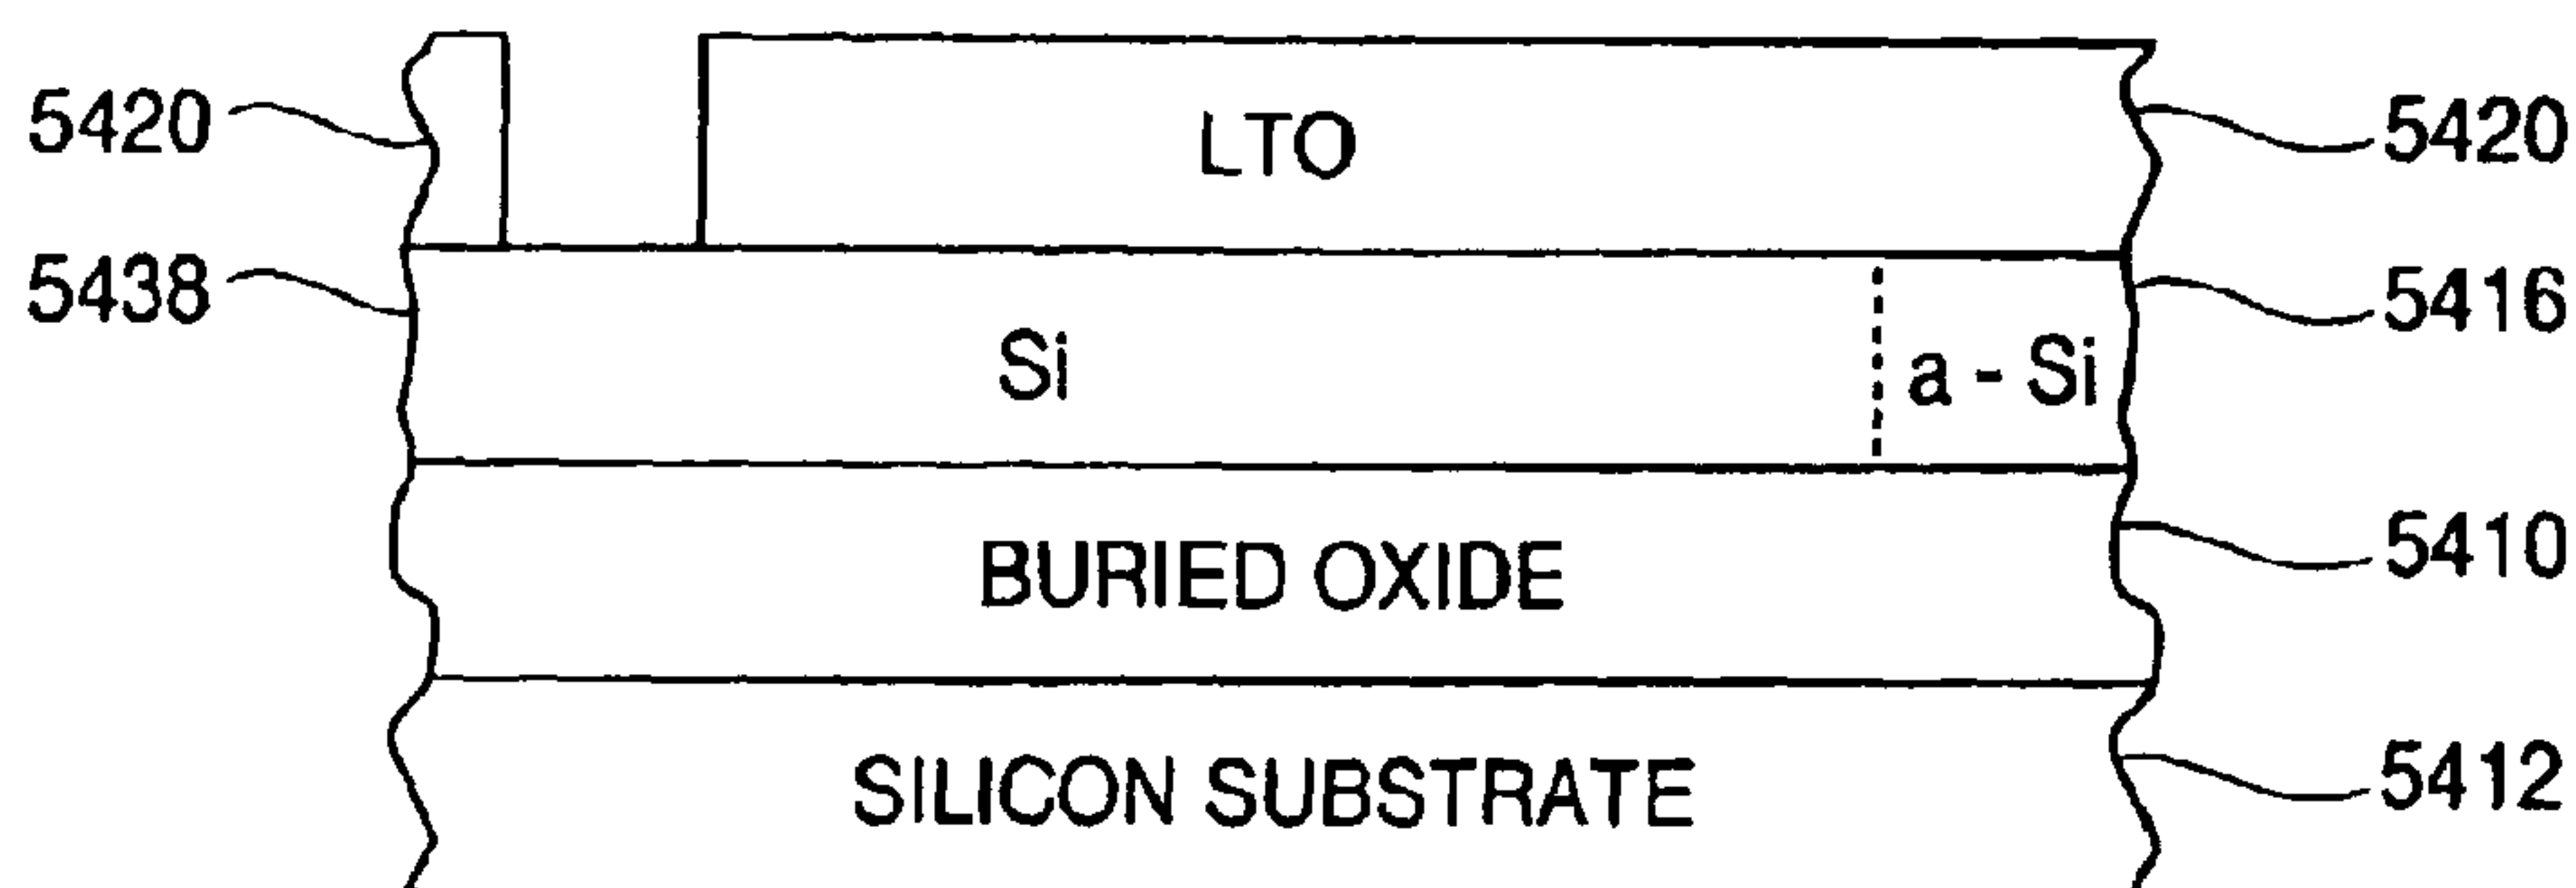 5420
LTO
5420
5438
Si
a - Si
5416
BURIED OXIDE
5410
SILICON SUBSTRATE
5412